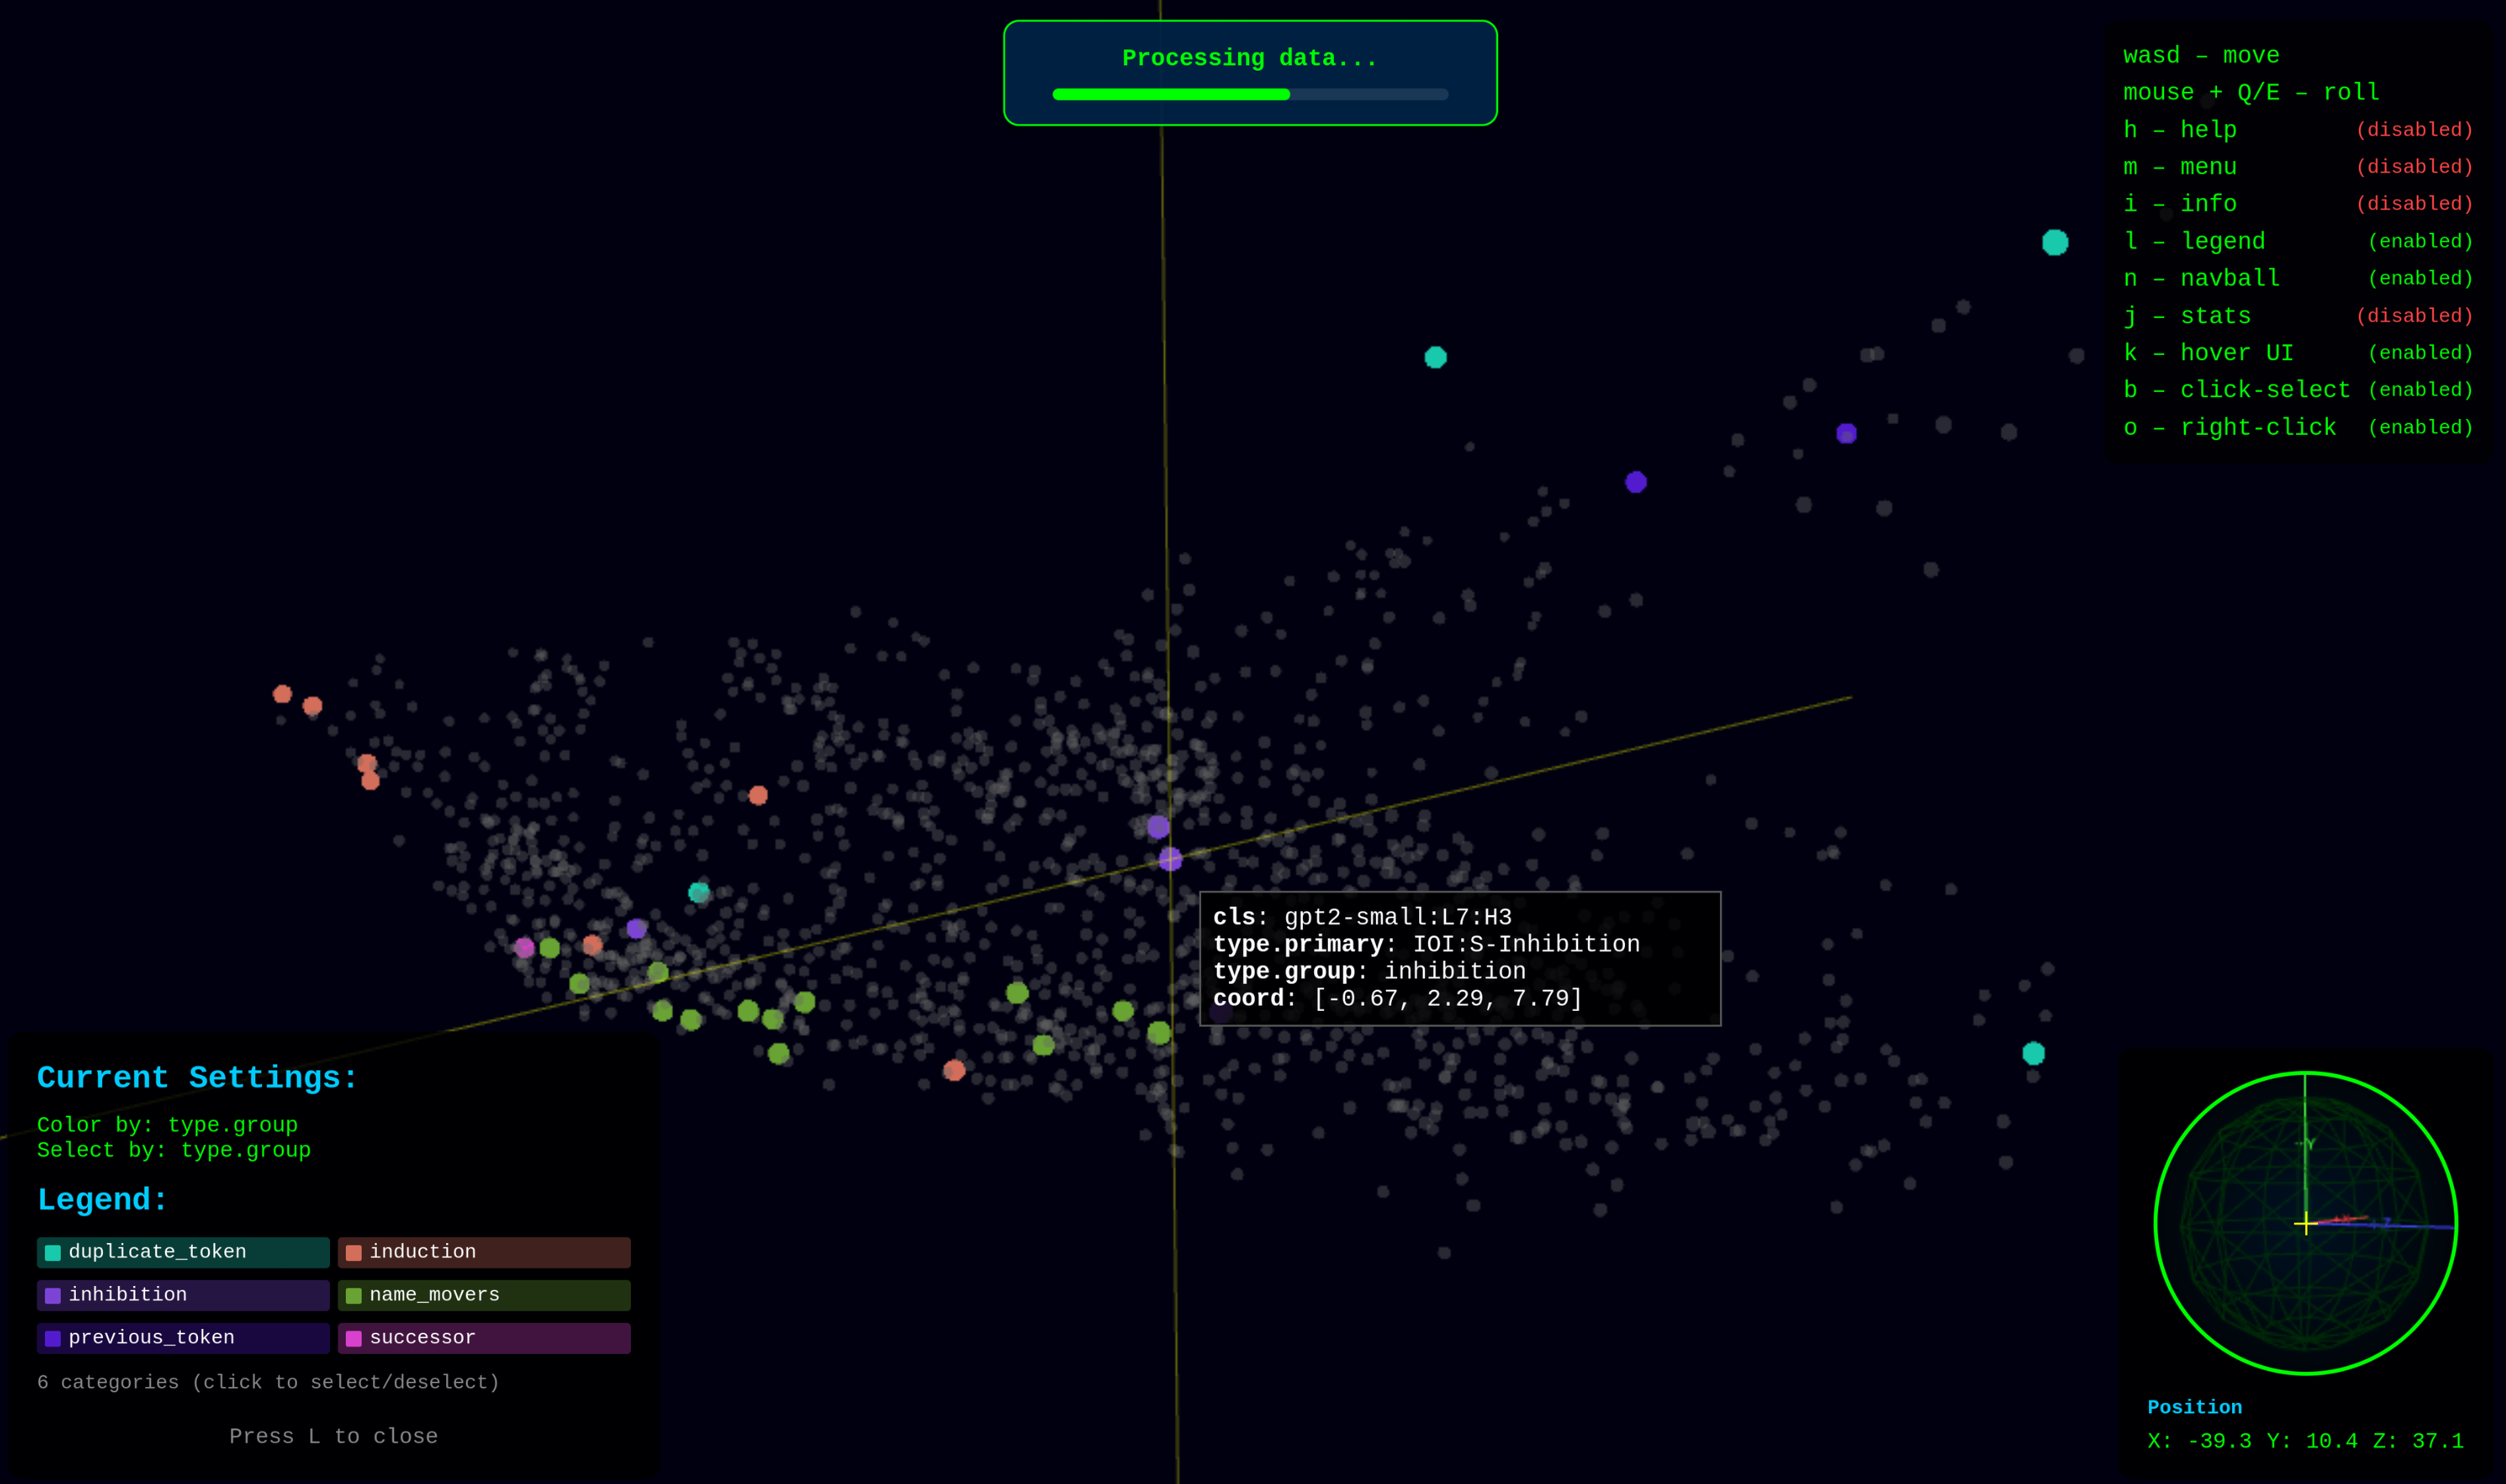 Processing data...
wasd – move
mouse + Q/E – roll
h – help (disabled)
m – menu (disabled)
i – info (disabled)
l – legend (enabled)
n – navball (enabled)
j – stats (disabled)
k – hover UI (enabled)
b – click-select (enabled)
o – right-click (enabled)
cls: gpt2-small:L7:H3
type.primary: IOI:S-Inhibition
type.group: inhibition
coord: [-0.67, 2.29, 7.79]
Current Settings:
Color by: type.group
Select by: type.group
Legend:
duplicate_token
induction
inhibition
name_movers
previous_token
successor
6 categories (click to select/deselect)
Press L to close
Position
X: -39.3 Y: 10.4 Z: 37.1